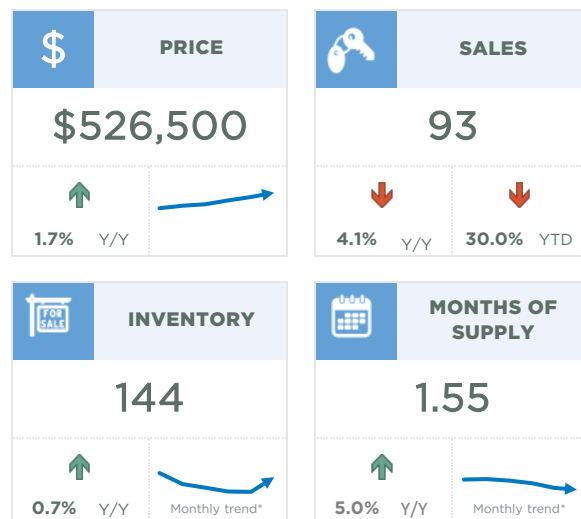 $
PRICE
$526,500
1.7% Y/Y
SALES
93
4.1% Y/Y
30.0% YTD
FOR
SALE
INVENTORY
144
0.7% Y/Y
Monthly trend*
MONTHS OF
SUPPLY
1.55
5.0% Y/Y
Monthly trend*